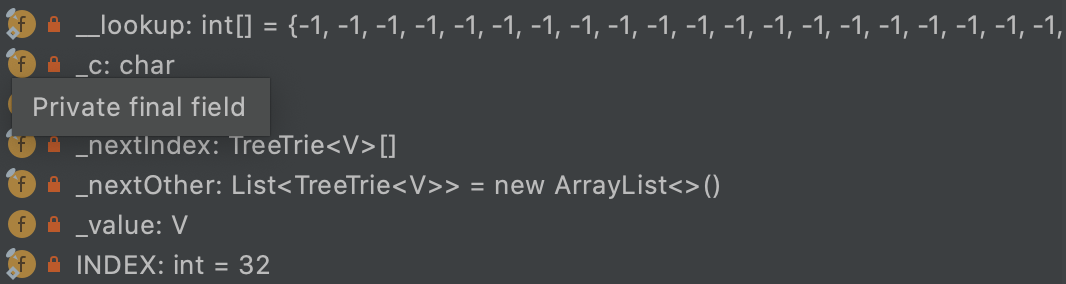 __lookup: int[] = {-1, -1, -1, -1, -1, -1, -1, -1, -1, -1, -1, -1, -1, -1, -1, -1, -1, -1, -1, -1,
_c: char
Private final field
_nextIndex: TreeTrie<V>[]
_nextOther: List<TreeTrie<V>> = new ArrayList<>()
_value: V
INDEX: int = 32